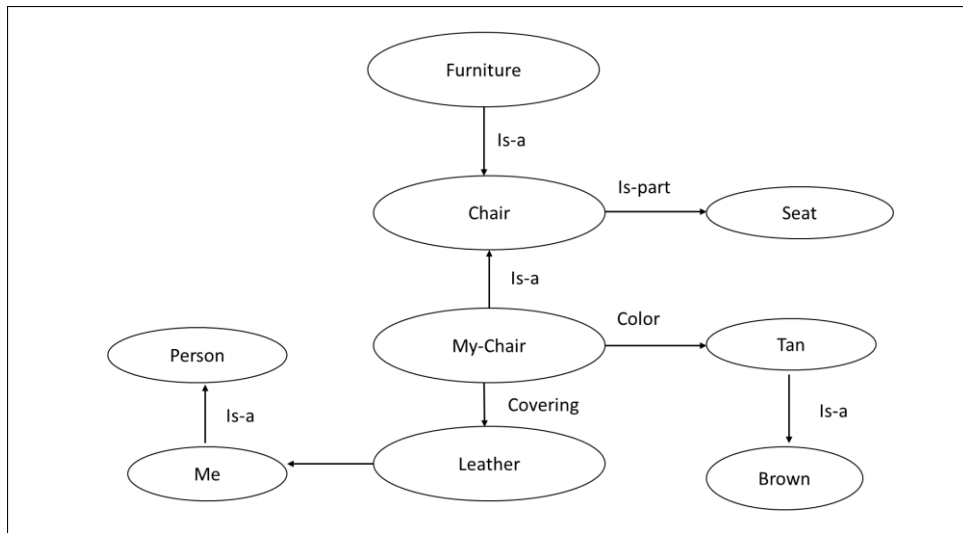 Furniture
Is-a
Chair
Is-part
Seat
Is-a
My-Chair
Color
Tan
Person
Is-a
Covering
Is-a
Leather
Me
Brown